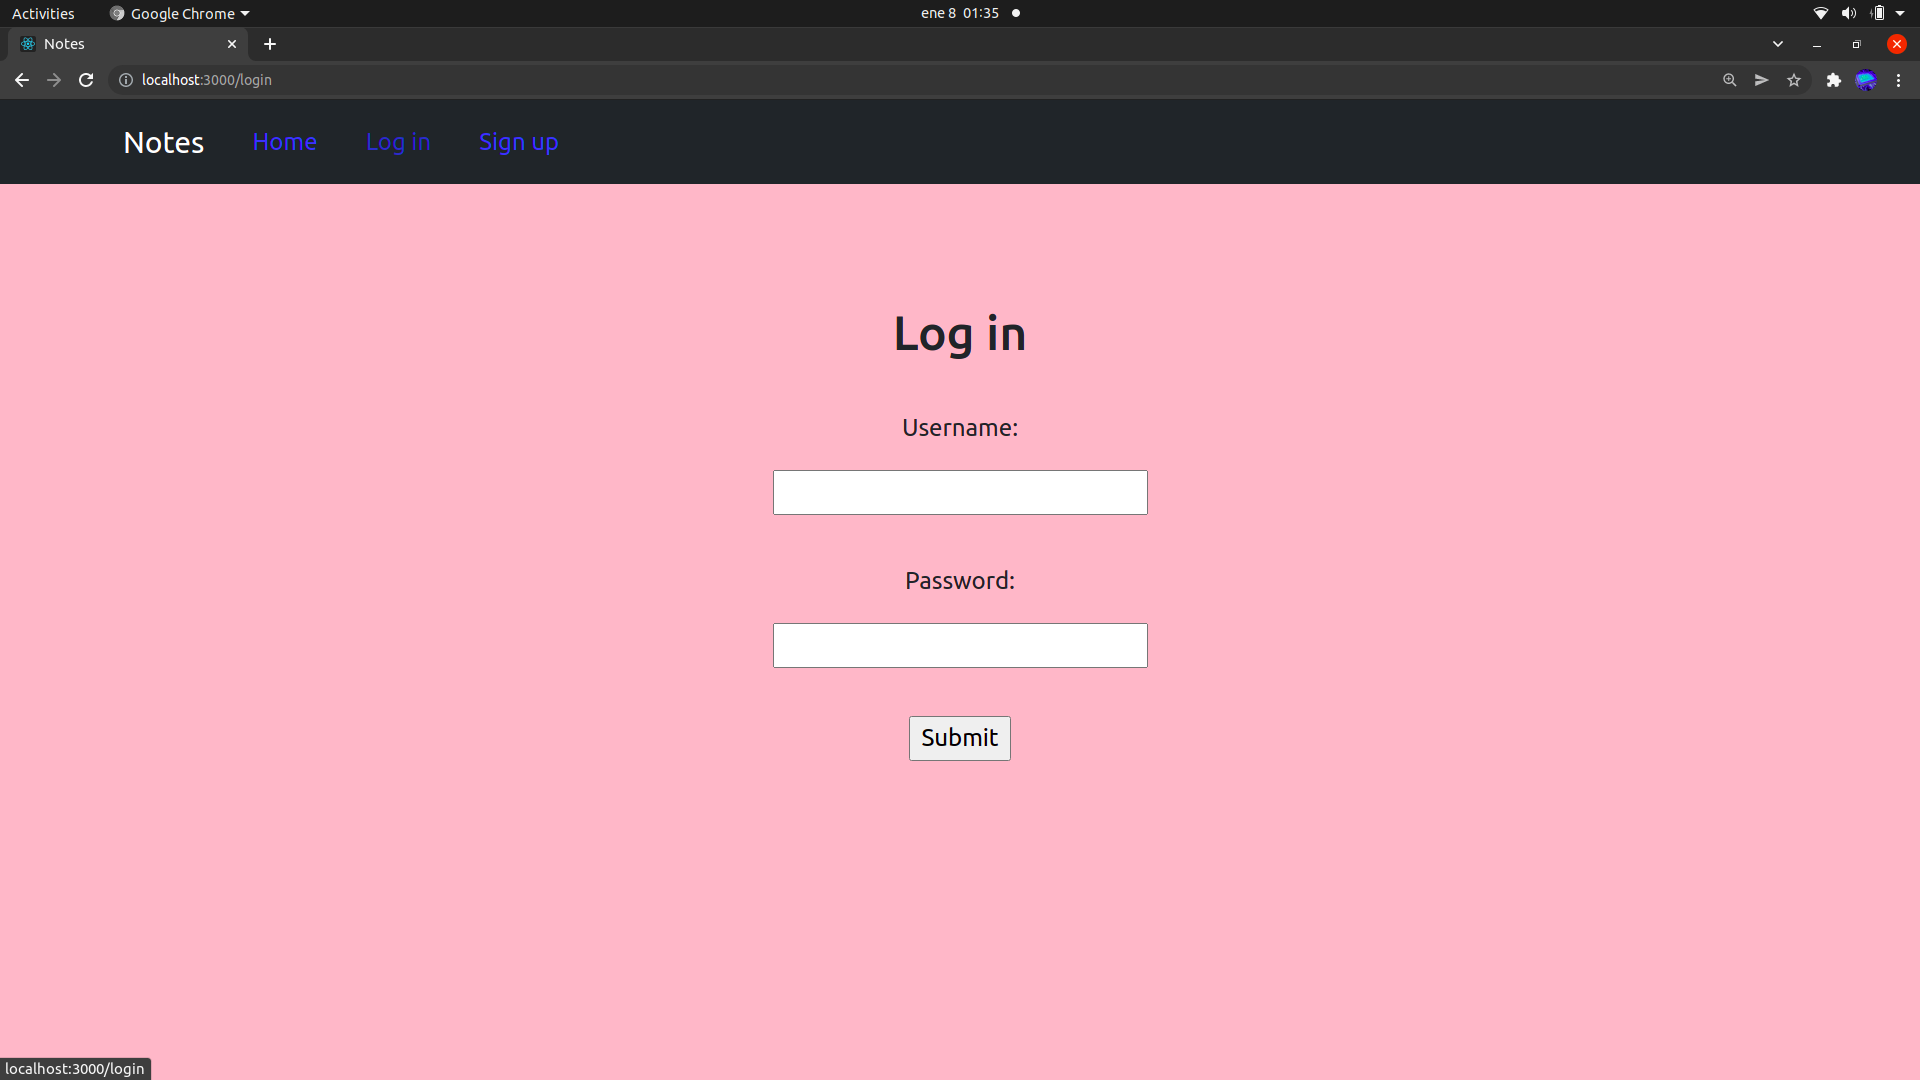 Activities Google Chrome ene 8 01:35
Notes
localhost:3000/login
Notes Home Log in Sign up
Log in
Username:
Password:
Submit
localhost:3000/login